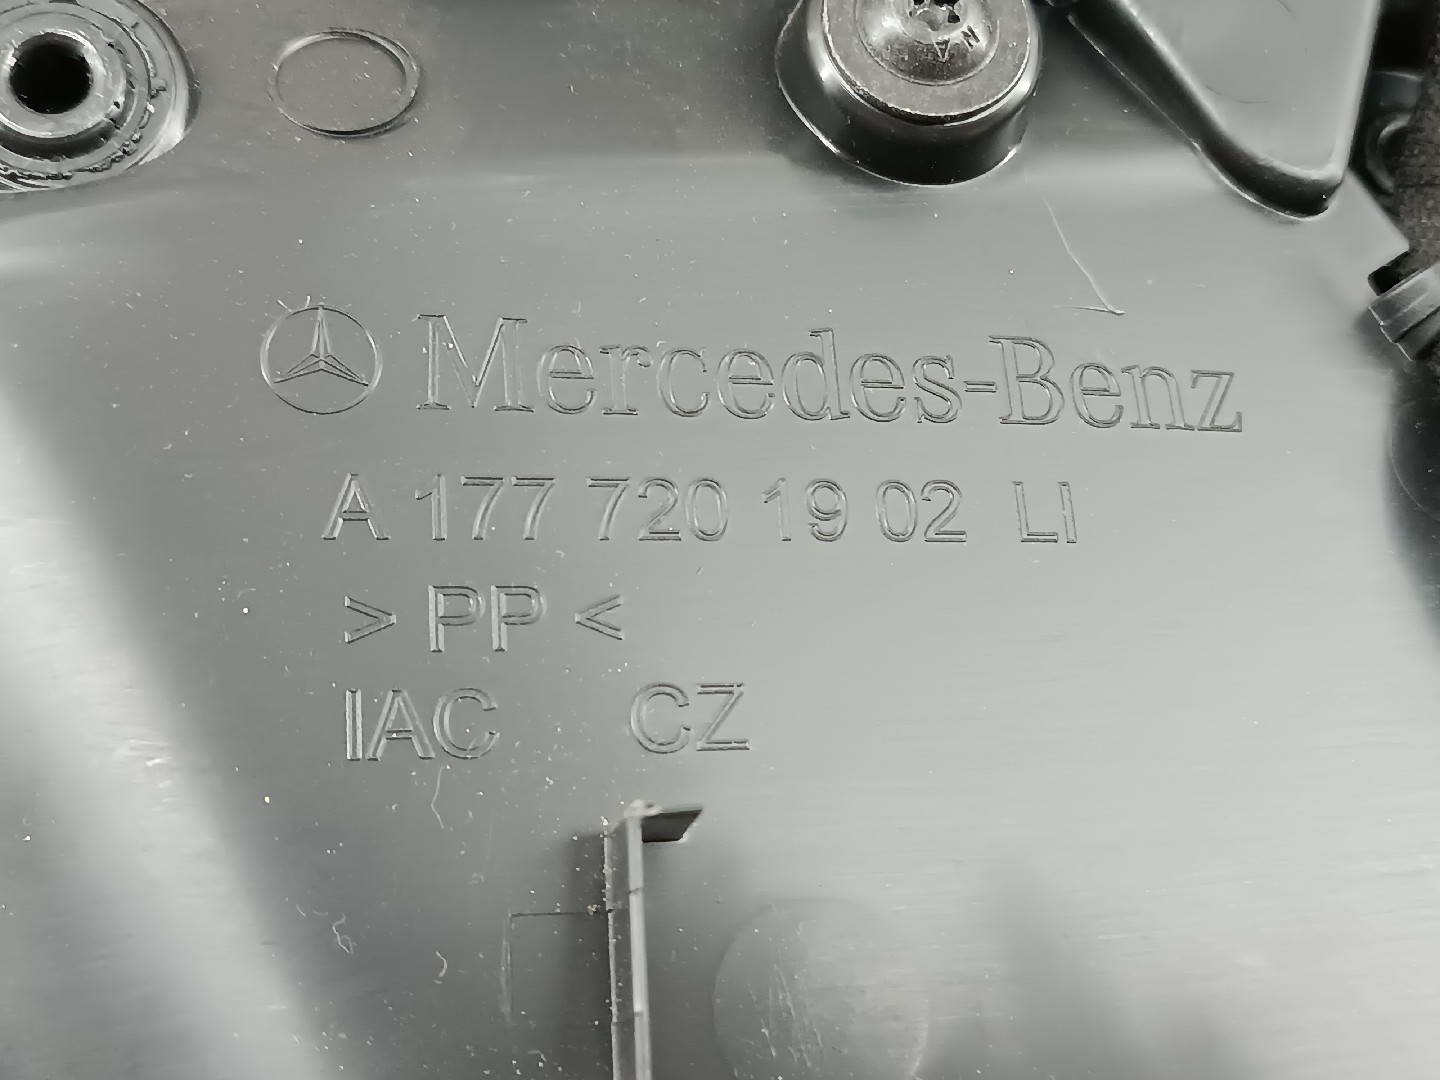 Mercedes-Benz
A 177 720 19 02 LI
> PP <
IAC CZ